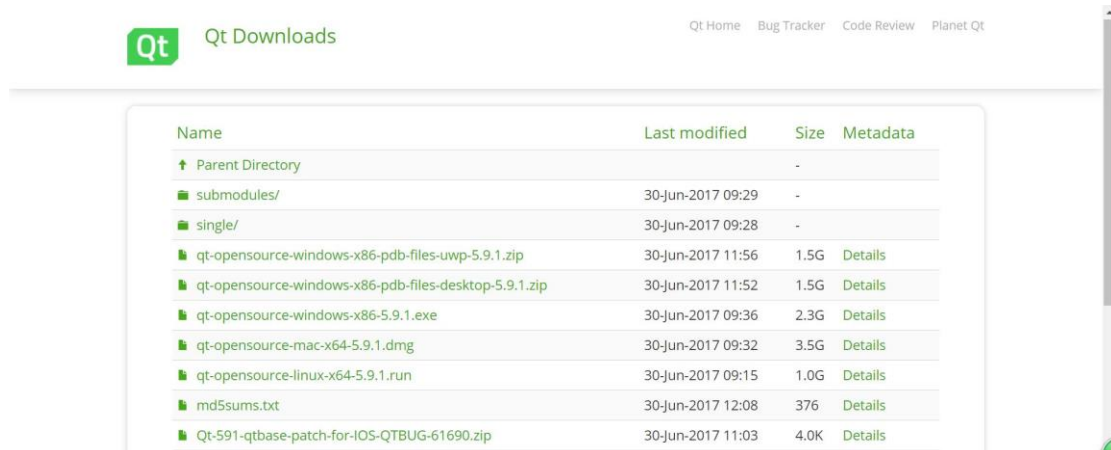 Qt Qt Downloads Qt Home Bug Tracker Code Review Planet Qt
Name Last modified Size Metadata
Parent Directory -
submodules/ 30-Jun-2017 09:29 -
single/ 30-Jun-2017 09:28 -
qt-opensource-windows-x86-pdb-files-uwp-5.9.1.zip 30-Jun-2017 11:56 1.5G Details
qt-opensource-windows-x86-pdb-files-desktop-5.9.1.zip 30-Jun-2017 11:52 1.5G Details
qt-opensource-windows-x86-5.9.1.exe 30-Jun-2017 09:36 2.3G Details
qt-opensource-mac-x64-5.9.1.dmg 30-Jun-2017 09:32 3.5G Details
qt-opensource-linux-x64-5.9.1.run 30-Jun-2017 09:15 1.0G Details
md5sums.txt 30-Jun-2017 12:08 376 Details
Qt-591-qtbase-patch-for-IOS-QTBUG-61690.zip 30-Jun-2017 11:03 4.0K Details